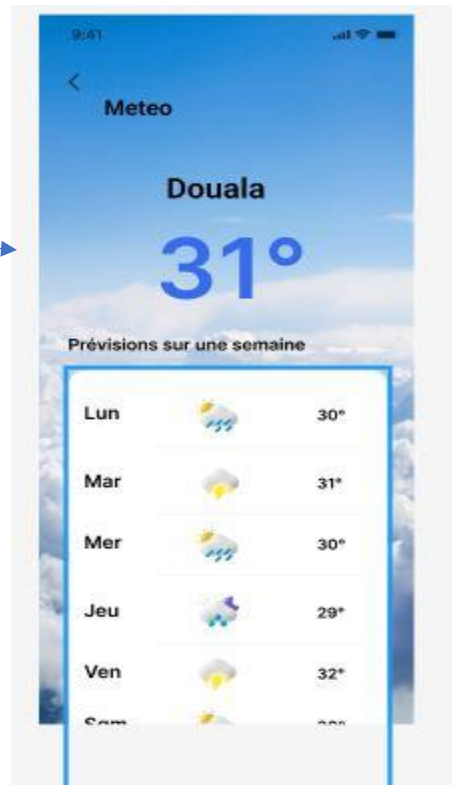 9:41
Meteo
Douala
31°
Prévisions sur une semaine
Lun 30°
Mar 31°
Mer 30°
Jeu 29°
Ven 32°